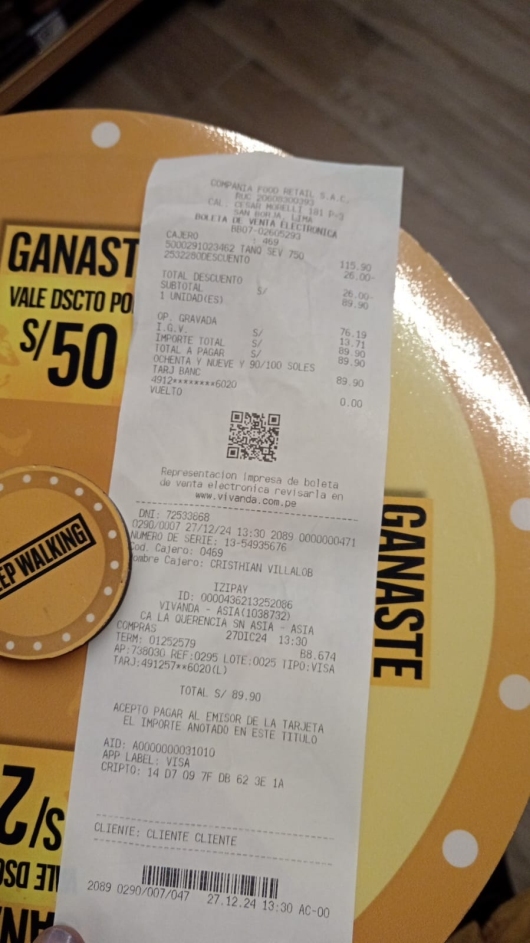 COMPAÑIA FOOD RETAIL S.A.C.
RUC 20608300393
CAL. CESAR MORELLI 181 P-3
SAN BORJA, LIMA
BOLETA DE VENTA ELECTRONICA
BB07-02605293
CAJERO : 469
5000291023462 TANQ SEV 750 115.90
2532280DESCUENTO 26.00-
TOTAL DESCUENTO 26.00-
SUBTOTAL S/ 89.90
1 UNIDAD(ES)
OP. GRAVADA S/ 76.19
I.G.V. S/ 13.71
IMPORTE TOTAL S/ 89.90
TOTAL A PAGAR S/ 89.90
OCHENTA Y NUEVE Y 90/100 SOLES
TARJ BANC 89.90
4912********6020
VUELTO 0.00
Representacion impresa de boleta
de venta electronica revisarla en
www.vivanda.com.pe
DNI: 72533668
0290/0007 27/12/24 13:30 2089 0000000471
NUMERO DE SERIE: 13-54935676
Cod. Cajero: 0469
ombre Cajero: CRISTHIAN VILLALOB
IZIPAY
ID: 0000436213252086
VIVANDA - ASIA(1038732)
CA LA QUERENCIA SN ASIA - ASIA
COMPRAS 27DIC24 13:30
TERM: 01252579 B8.674
AP:738030 REF:0295 LOTE:0025 TIPO:VISA
TARJ:491257**6020(L)
TOTAL S/ 89.90
ACEPTO PAGAR AL EMISOR DE LA TARJETA
EL IMPORTE ANOTADO EN ESTE TITULO
AID: A0000000031010
APP LABEL: VISA
CRIPTO: 14 D7 09 7F DB 62 3E 1A
CLIENTE: CLIENTE CLIENTE
2089 0290/007/047 27.12.24 13:30 AC-00
GANAST
VALE DSCTO PO
S/50
EP WALKING
GANASTE
S/2
ALE DSC
AN